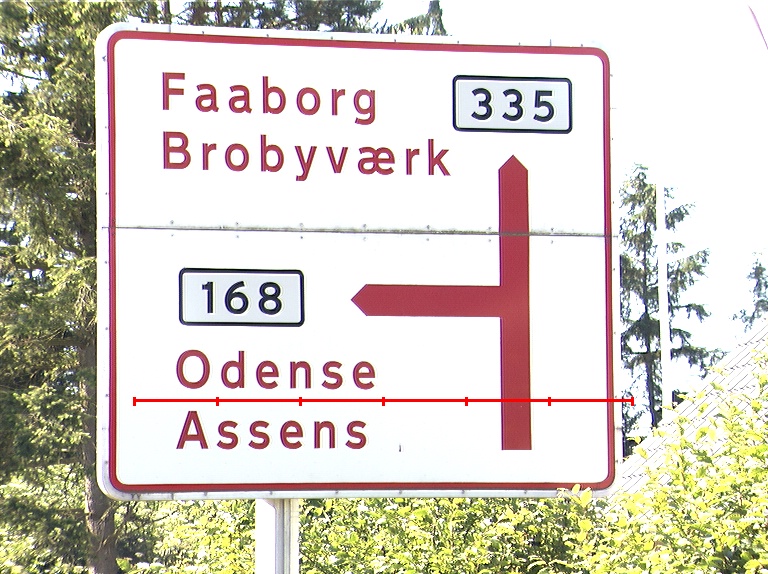 Faaborg
335
Brobyværk
168
Odense
Assens